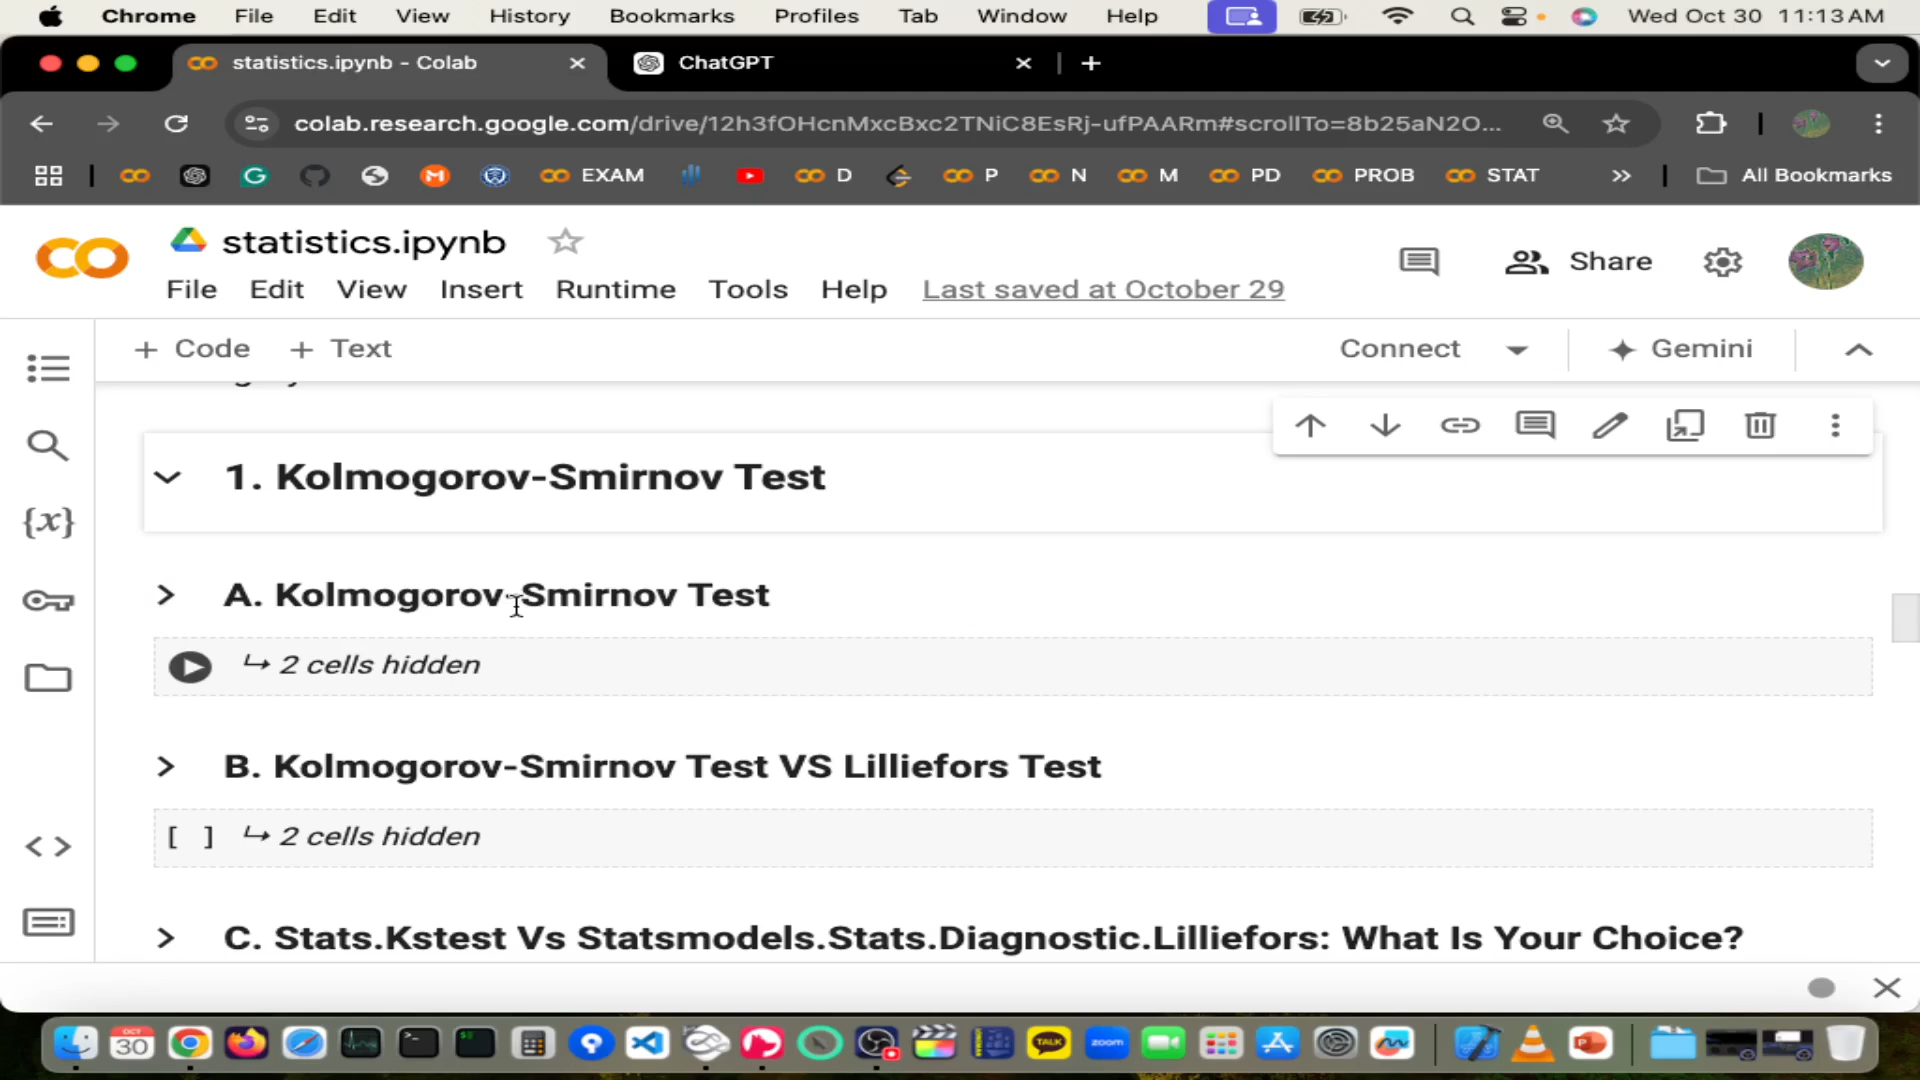 Chrome File Edit View History Bookmarks Profiles Tab Window Help Wed Oct 30 11:13 AM
statistics.ipynb - Colab ChatGPT
colab.research.google.com/drive/12h3fOHcnMxcBxc2TNiC8EsRj-ufPAARm#scrollTo=8b25aN2O...
EXAM D P N M PD PROB STAT >> All Bookmarks
statistics.ipynb
File Edit View Insert Runtime Tools Help Last saved at October 29
Share
+ Code + Text Connect Gemini
1. Kolmogorov-Smirnov Test
A. Kolmogorov-Smirnov Test
2 cells hidden
B. Kolmogorov-Smirnov Test VS Lilliefors Test
[ ] 2 cells hidden
C. Stats.Kstest Vs Statsmodels.Stats.Diagnostic.Lilliefors: What Is Your Choice?
OCT
30
TALK
zoom